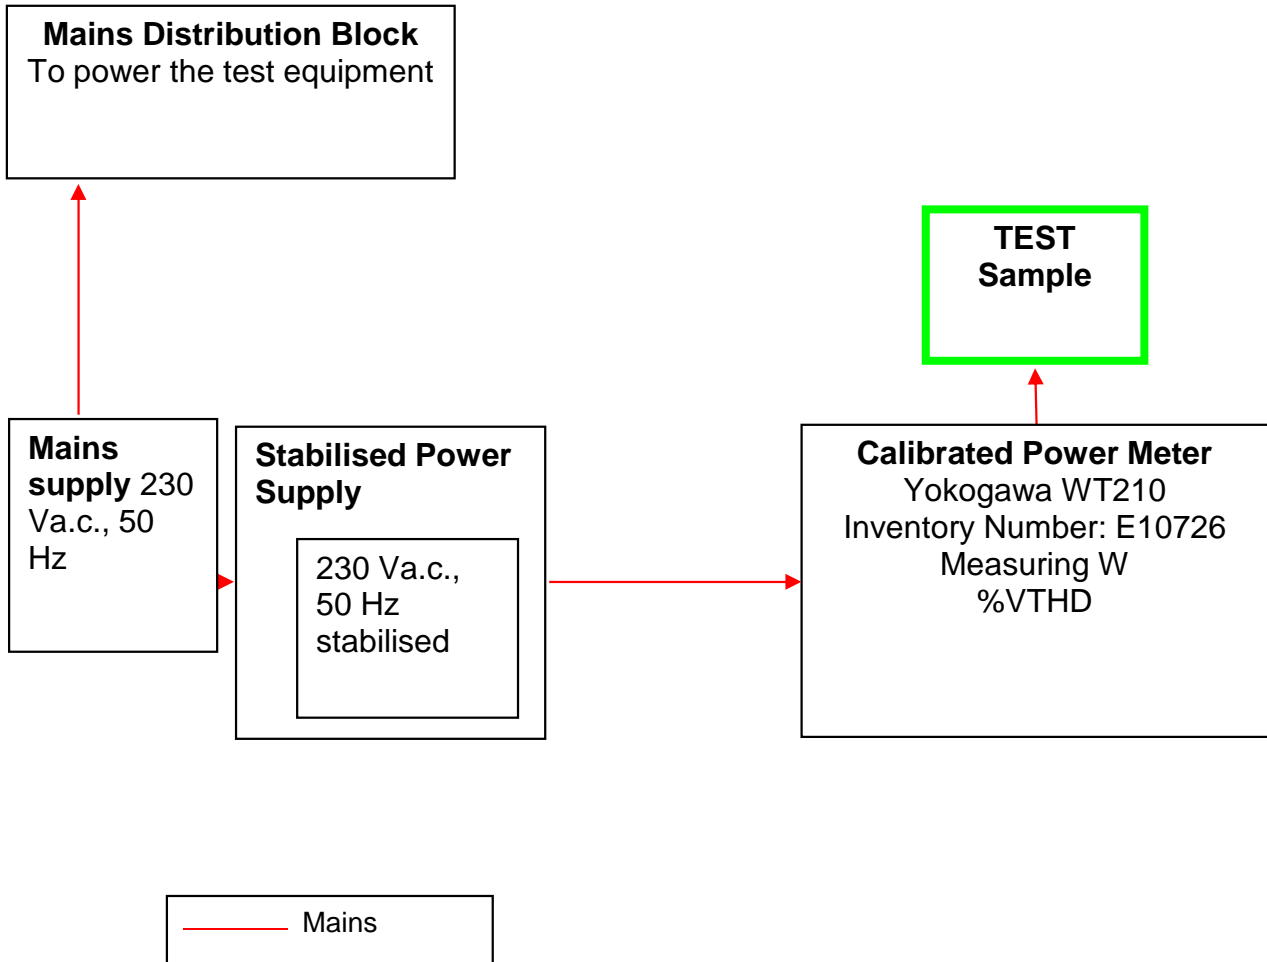 Mains Distribution Block
To power the test equipment
TEST
Sample
Mains
supply 230
Va.c., 50
Hz
Stabilised Power
Supply
230 Va.c.,
50 Hz
stabilised
Calibrated Power Meter
Yokogawa WT210
Inventory Number: E10726
Measuring W
%VTHD
Mains